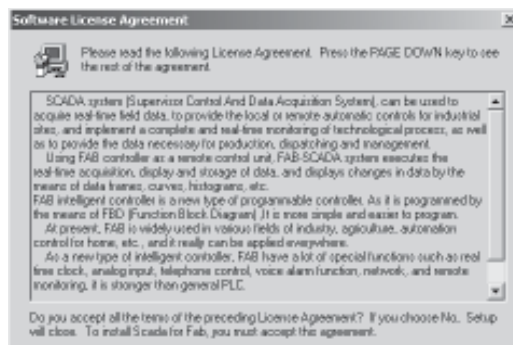 Software License Agreement
Please read the following License Agreement. Press the PAGE DOWN key to see
the rest of the agreement.
SCADA system (Supervisor Control And Data Acquisition System), can be used to
acquire real-time field data, to provide the local or remote automatic controls for industrial
sites, and implement a complete and real-time monitoring of technological process, as well
as to provide the data necessary for production, dispatching and management.
Using FAB controller as a remote control unit, FAB-SCADA system executes the
real-time acquisition, display and storage of data, and displays changes in data by the
means of data frames, curves, histograms, etc.
FAB intelligent controller is a new type of programmable controller. As it is programmed by
the means of FBD (Function Block Diagram) ,it is more simple and easier to program.
At present, FAB is widely used in various fields of industry, agriculture, automation
control for home, etc., and it really can be applied everywhere.
As a new type of intelligent controller, FAB have a lot of special functions such as real
time clock, analog input, telephone control, voice alarm function, network, and remote
monitoring, it is stronger than general PLC.
Do you accept all the terms of the preceding License Agreement? If you choose No, Setup
will close. To install Scada for Fab, you must accept this agreement.